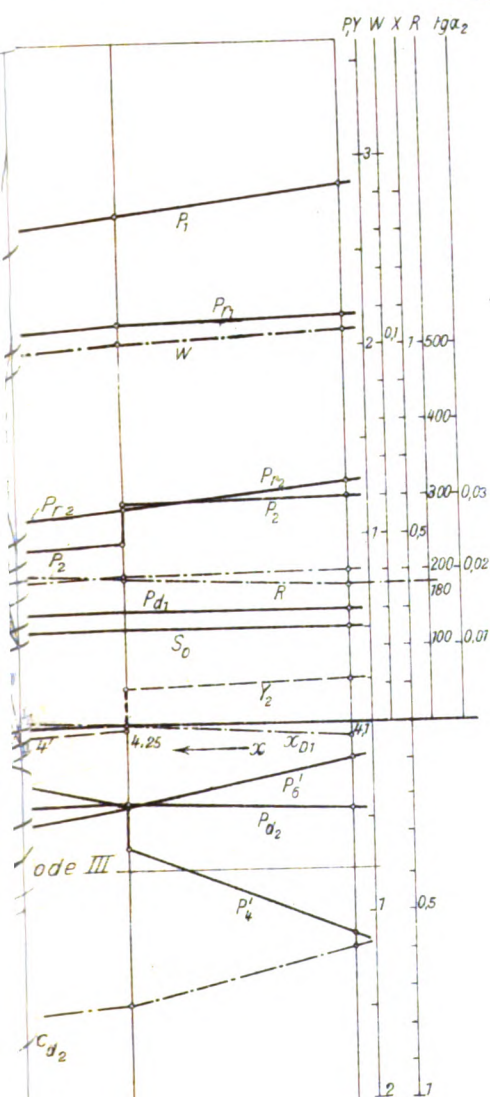 P,Y W X R tgα₂
3
P₁
Pr₁
2 0,1 1 500
W
400
Pr₂
Pr₂
300 0,03
P₂
1 0,5
P₂
200 0,02
180
Pd₁ R
100 0,01
S₀
Y₂
4' 4,25 x x_D1 4,1
P₆'
Pd₂
ode III
P₄' 1 0,5
Cd₂
2 1